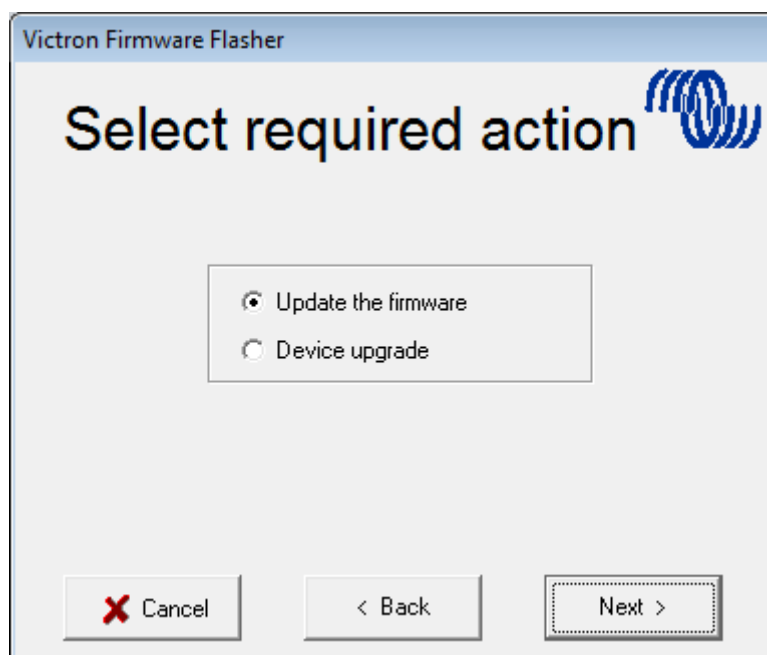 Victron Firmware Flasher
Select required action
Update the firmware
Device upgrade
Cancel
< Back
Next >